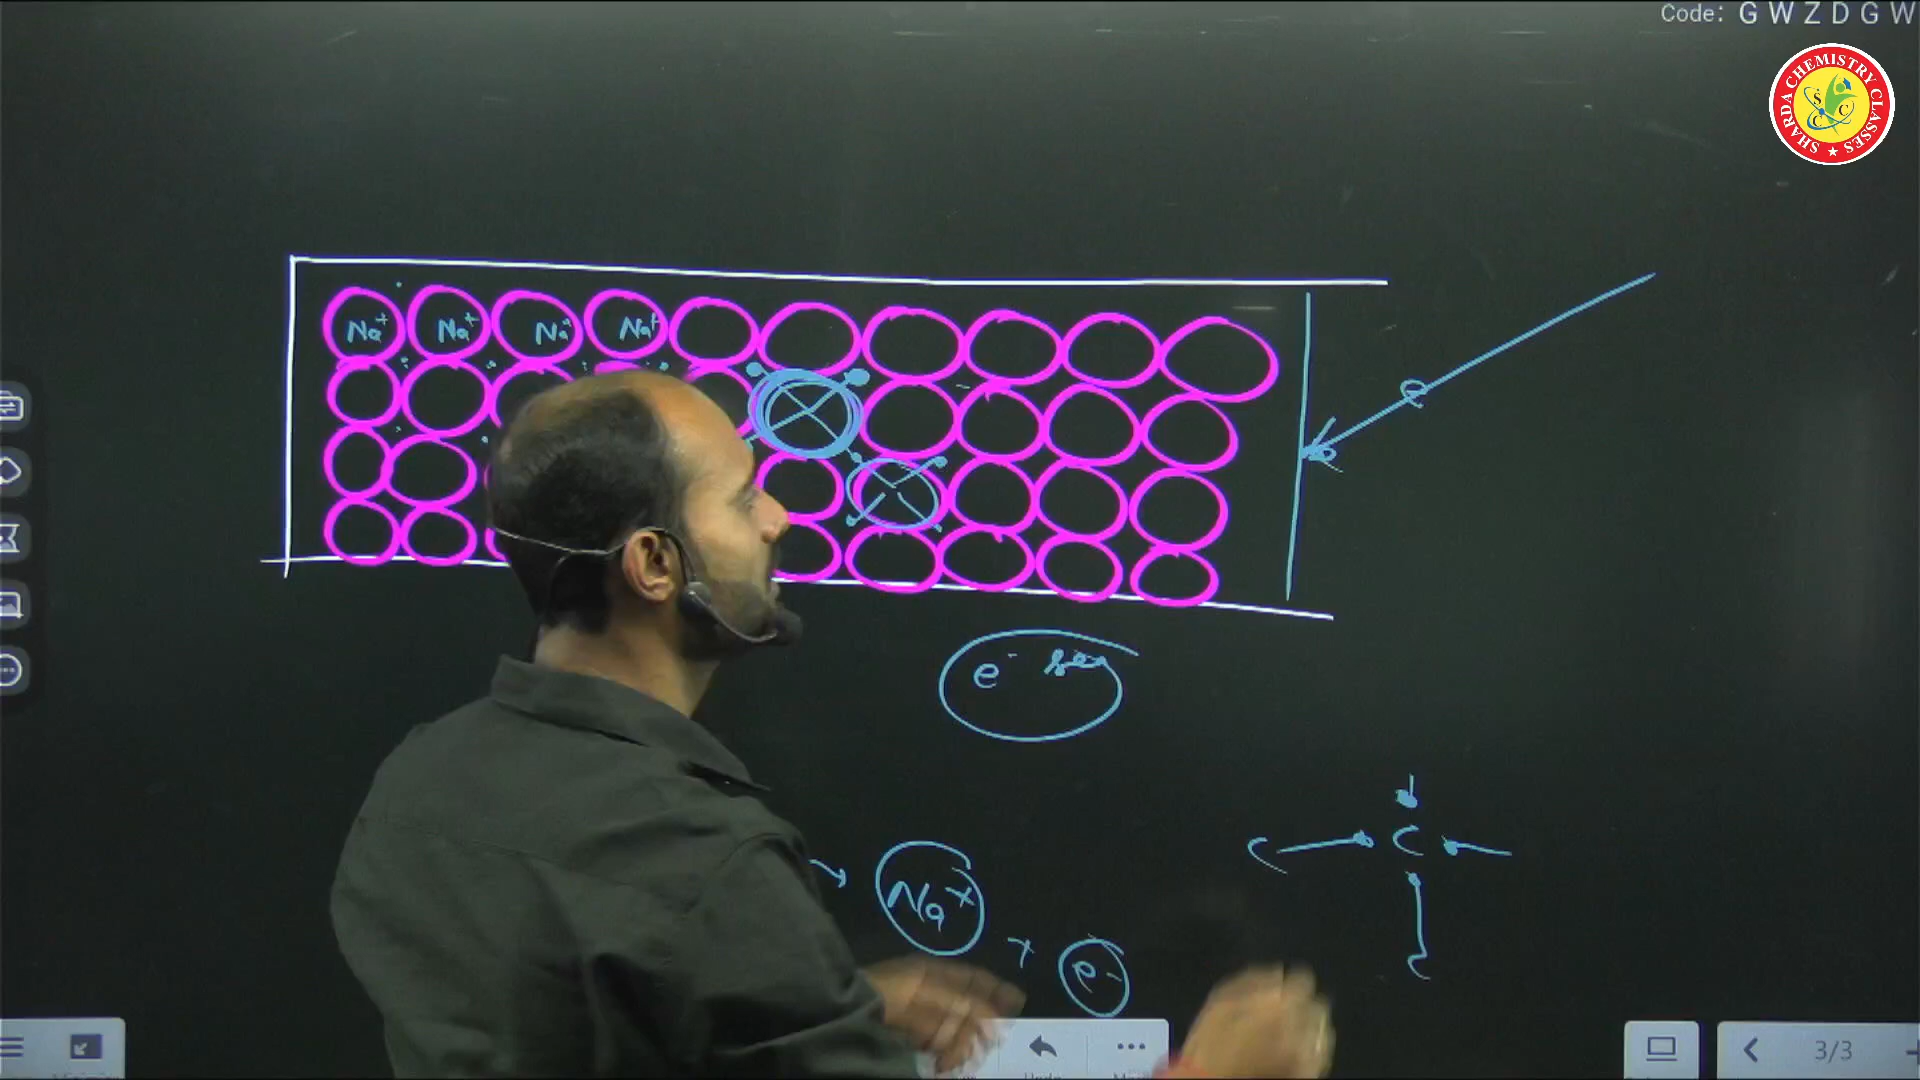 Code: G W Z D G W
SHARDA CHEMISTRY CLASSES
S C C
Na+ Na+ Na+ Na+
e
e-
→ Na+ + e-
C C
3/3